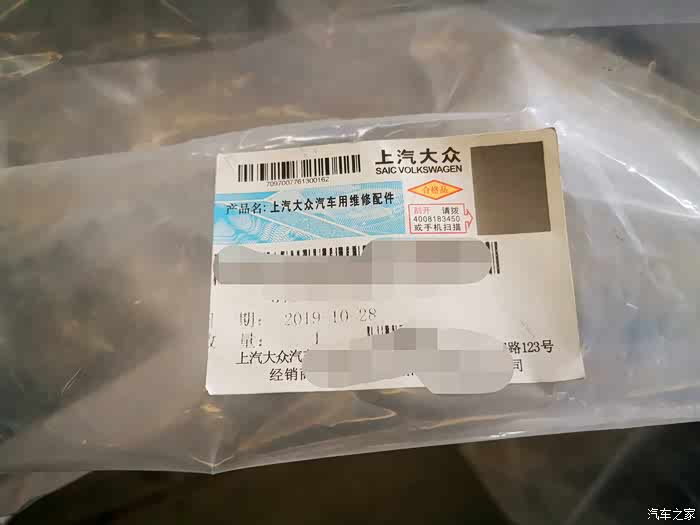 上汽大众
SAIC VOLKSWAGEN
7097007761300162
合格品
产品名: 上汽大众汽车用维修配件
刮开 请拨
4008183450
或手机扫描
期: 2019-10-28
量: 1
上汽大众汽 路123号
经销商 司
汽车之家